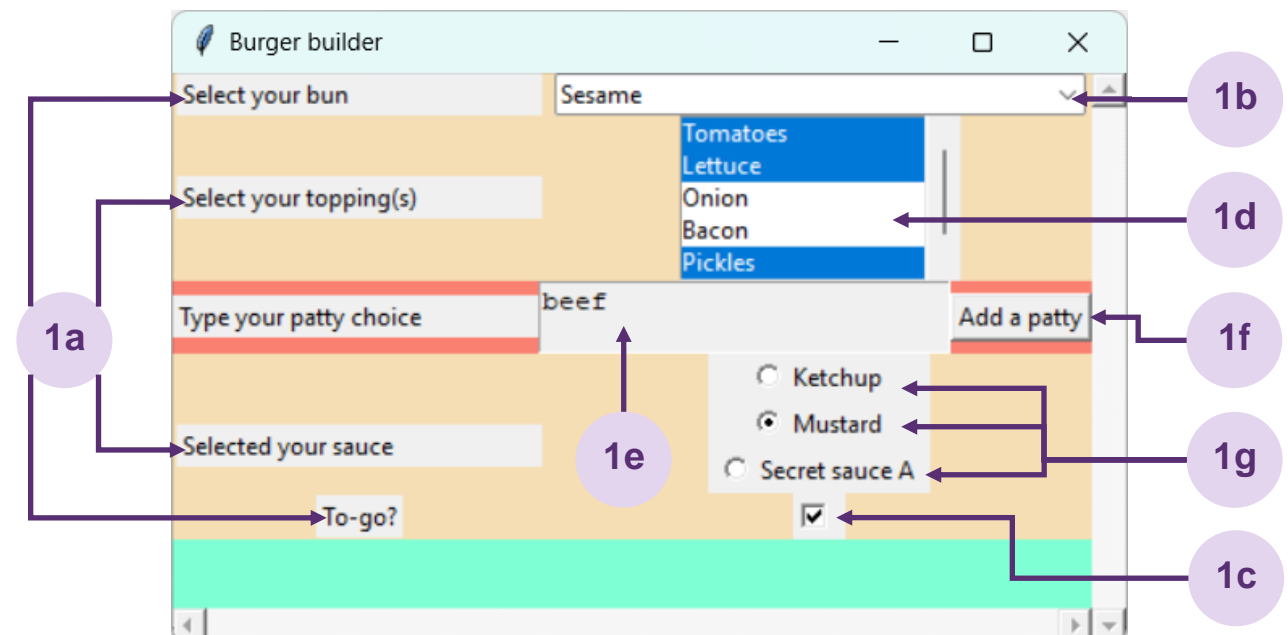 Burger builder
Select your bun
Sesame
1b
Tomatoes
Lettuce
Select your topping(s)
Onion
Bacon
1d
Pickles
1a
Type your patty choice
beef
Add a patty
1f
Ketchup
Mustard
Selected your sauce
1e
Secret sauce A
1g
To-go?
1c